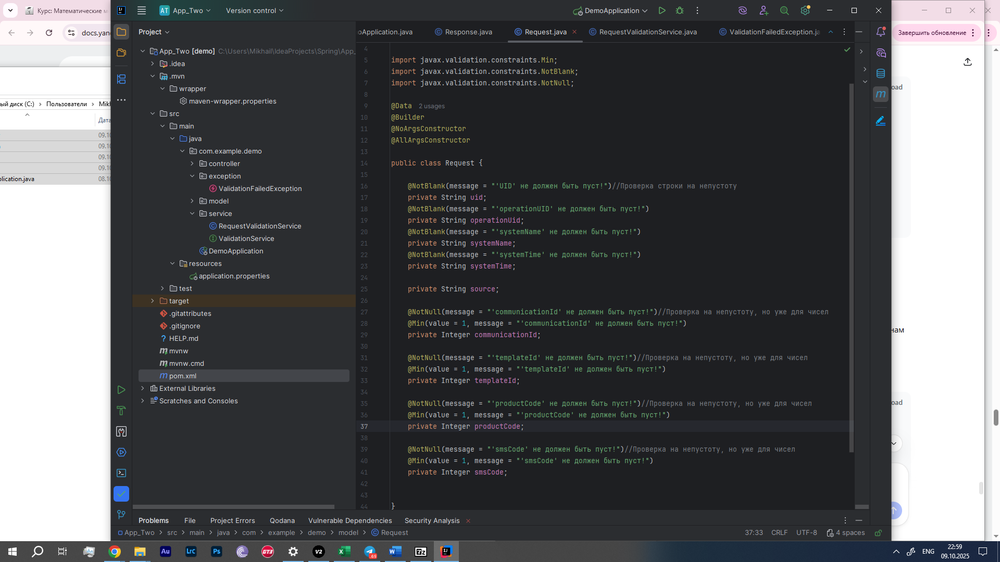 Курс: Математические м
docs.yan
ый диск (C:) › Пользователи › Mikh
Дата
09.10
09.10
09.10
09.10
plication.java 08.10
AT App_Two Version control DemoApplication
Завершить обновление
Project
oApplication.java Response.java Request.java RequestValidationService.java ValidationFailedException.ja
App_Two [demo] C:\Users\Mikhail\IdeaProjects\Spring\App_
.idea
.mvn
wrapper
maven-wrapper.properties
src
main
java
com.example.demo
controller
exception
ValidationFailedException
model
service
RequestValidationService
ValidationService
DemoApplication
resources
application.properties
test
target
.gitattributes
.gitignore
HELP.md
mvnw
mvnw.cmd
pom.xml
External Libraries
Scratches and Consoles
4
5 import javax.validation.constraints.Min;
6 import javax.validation.constraints.NotBlank;
7 import javax.validation.constraints.NotNull;
8
9 @Data 2 usages
10 @Builder
11 @NoArgsConstructor
12 @AllArgsConstructor
13
14 public class Request {
15
16 @NotBlank(message = "'UID' не должен быть пуст!")//Проверка строки на непустоту
17 private String uid;
18 @NotBlank(message = "'operationUID' не должен быть пуст!")
19 private String operationUid;
20 @NotBlank(message = "'systemName' не должен быть пуст!")
21 private String systemName;
22 @NotBlank(message = "'systemTime' не должен быть пуст!")
23 private String systemTime;
24
25 private String source;
26
27 @NotNull(message = "'communicationId' не должен быть пуст!")//Проверка на непустоту, но уже для чисел
28 @Min(value = 1, message = "'communicationId' не должен быть пуст!")
29 private Integer communicationId;
30
31 @NotNull(message = "'templateId' не должен быть пуст!")//Проверка на непустоту, но уже для чисел
32 @Min(value = 1, message = "'templateId' не должен быть пуст!")
33 private Integer templateId;
34
35 @NotNull(message = "'productCode' не должен быть пуст!")//Проверка на непустоту, но уже для чисел
36 @Min(value = 1, message = "'productCode' не должен быть пуст!")
37 private Integer productCode;
38
39 @NotNull(message = "'smsCode' не должен быть пуст!")//Проверка на непустоту, но уже для чисел
40 @Min(value = 1, message = "'smsCode' не должен быть пуст!")
41 private Integer smsCode;
42
43
44 }
oad
нам
oad
Problems File Project Errors Qodana Vulnerable Dependencies Security Analysis
App_Two › src › main › java › com › example › demo › model › Request
37:33 CRLF UTF-8 4 spaces
Au Lrc Ps GT3 V2 .69 7z
ENG
22:59
09.10.2025